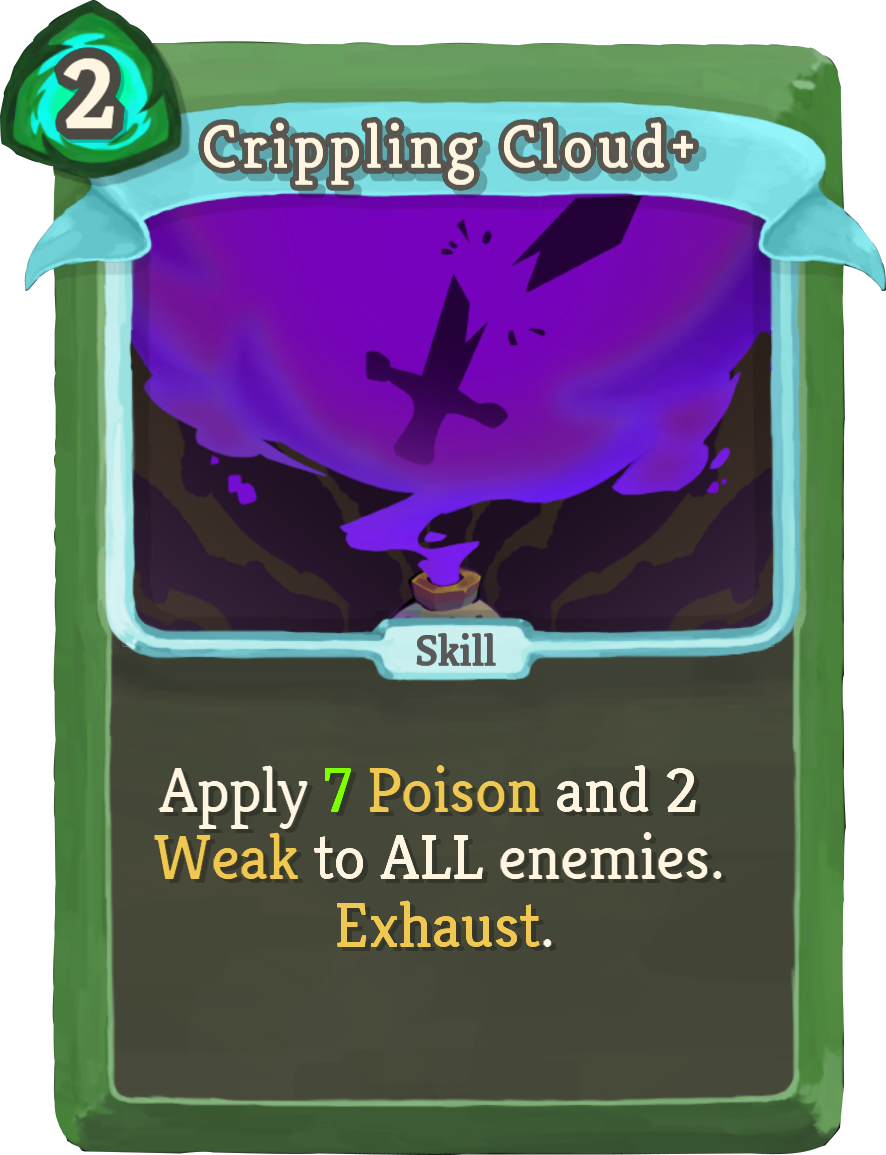 2
Crippling Cloud+
Skill
Apply 7 Poison and 2
Weak to ALL enemies.
Exhaust.